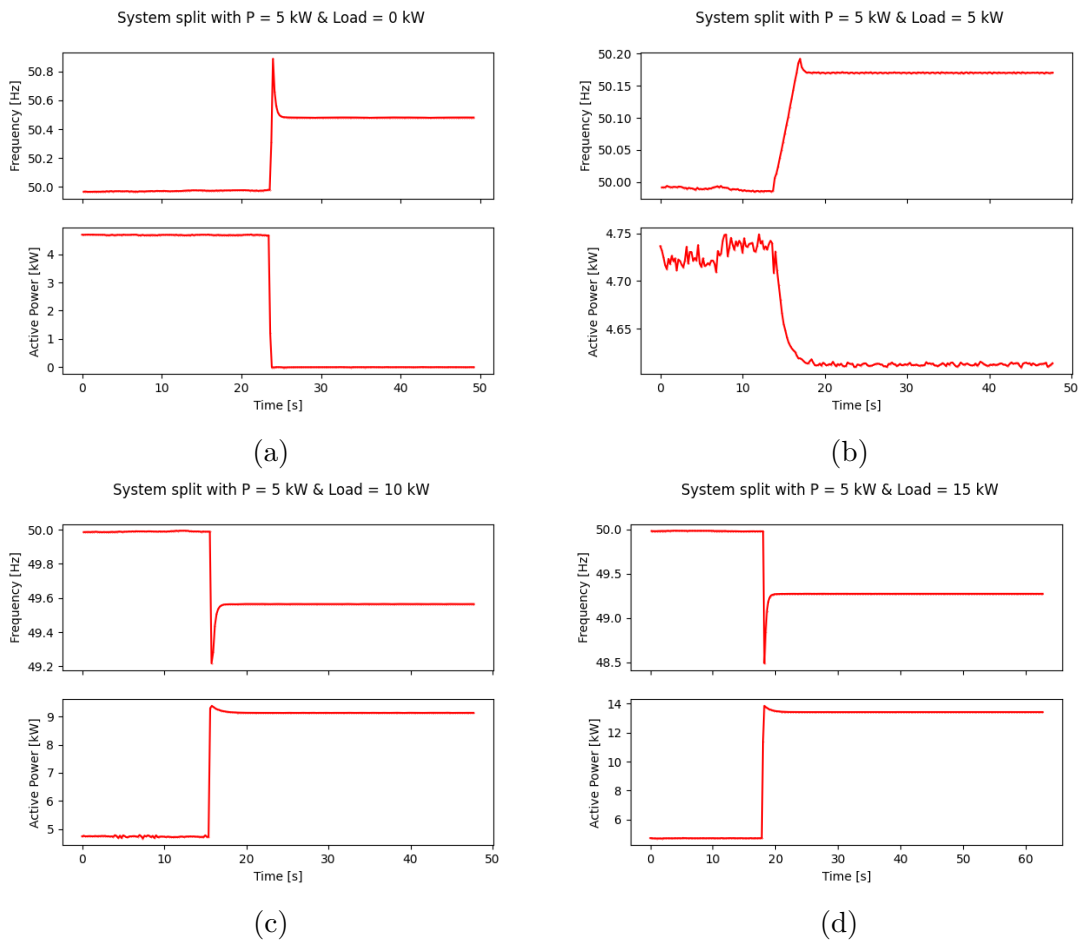 System split with P = 5 kW & Load = 0 kW
Frequency [Hz]
50.8
50.6
50.4
50.2
50.0
Active Power [kW]
4
3
2
1
0
0 10 20 30 40 50
Time [s]
(a)
System split with P = 5 kW & Load = 5 kW
Frequency [Hz]
50.20
50.15
50.10
50.05
50.00
Active Power [kW]
4.75
4.70
4.65
0 10 20 30 40 50
Time [s]
(b)
System split with P = 5 kW & Load = 10 kW
Frequency [Hz]
50.0
49.8
49.6
49.4
49.2
Active Power [kW]
9
8
7
6
5
0 10 20 30 40 50
Time [s]
(c)
System split with P = 5 kW & Load = 15 kW
Frequency [Hz]
50.0
49.5
49.0
48.5
Active Power [kW]
14
12
10
8
6
0 10 20 30 40 50 60
Time [s]
(d)